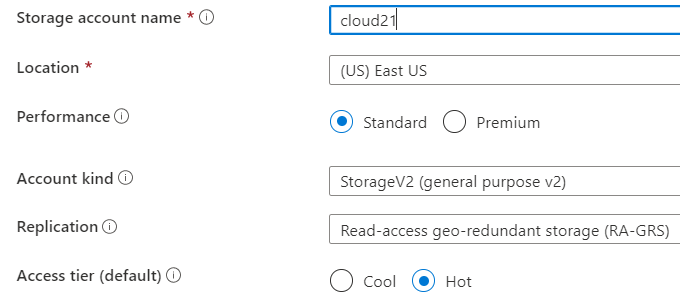 Storage account name * cloud21
Location * (US) East US
Performance Standard Premium
Account kind StorageV2 (general purpose v2)
Replication Read-access geo-redundant storage (RA-GRS)
Access tier (default) Cool Hot